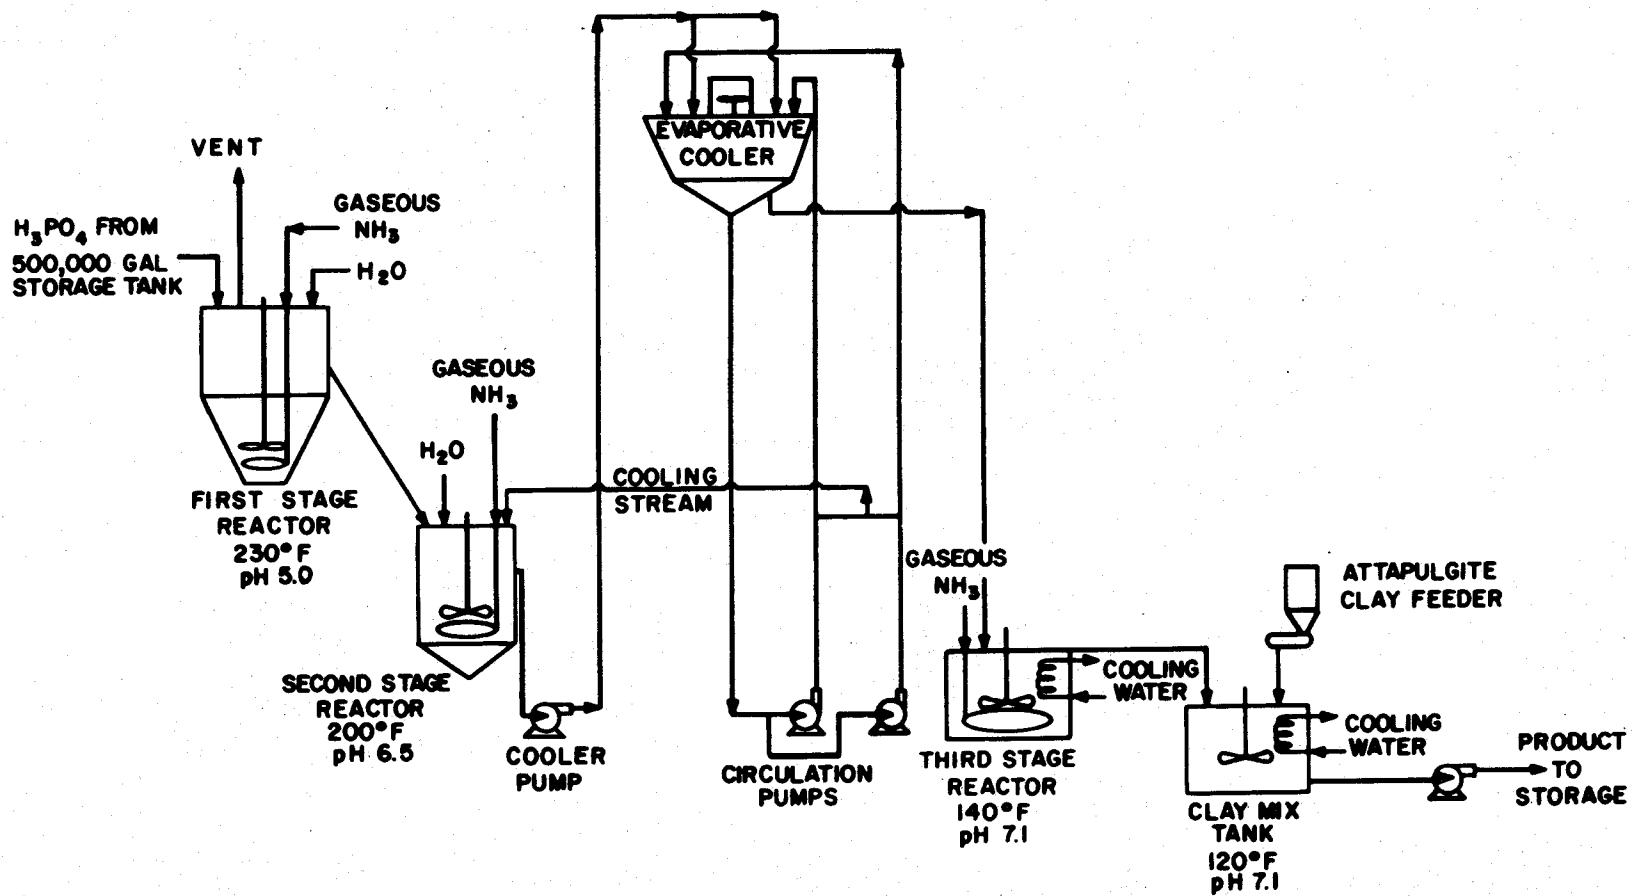 VENT
GASEOUS
NH₃
H₃PO₄ FROM
500,000 GAL
STORAGE TANK
H₂O
FIRST STAGE
REACTOR
230°F
pH 5.0
GASEOUS
NH₃
H₂O
SECOND STAGE
REACTOR
200°F
pH 6.5
COOLER
PUMP
EVAPORATIVE
COOLER
COOLING
STREAM
CIRCULATION
PUMPS
GASEOUS
NH₃
COOLING
WATER
THIRD STAGE
REACTOR
140°F
pH 7.1
ATTAPULGITE
CLAY FEEDER
COOLING
WATER
CLAY MIX
TANK
120°F
pH 7.1
PRODUCT
TO
STORAGE